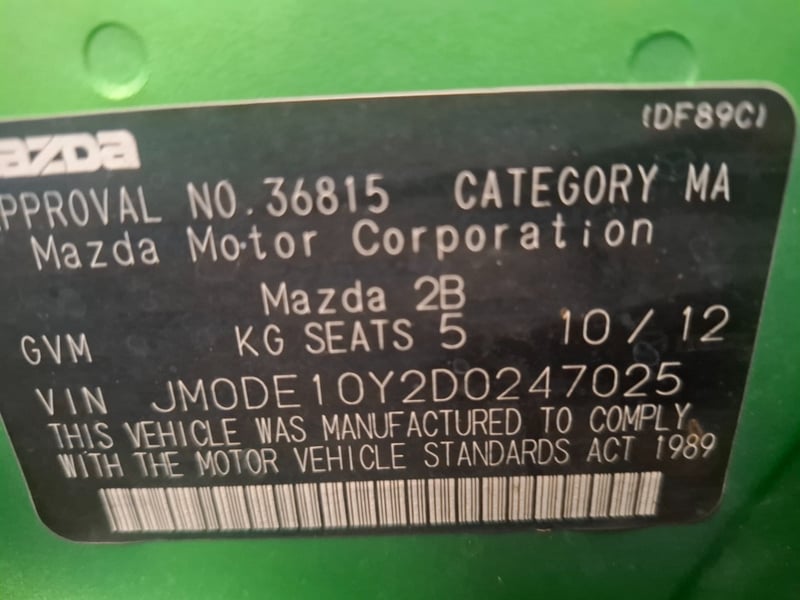 (DF89C)
mazda
APPROVAL NO.36815 CATEGORY MA
Mazda Motor Corporation
Mazda 2B
GVM KG SEATS 5 10/12
VIN JM0DE10Y2D0247025
THIS VEHICLE WAS MANUFACTURED TO COMPLY
WITH THE MOTOR VEHICLE STANDARDS ACT 1989